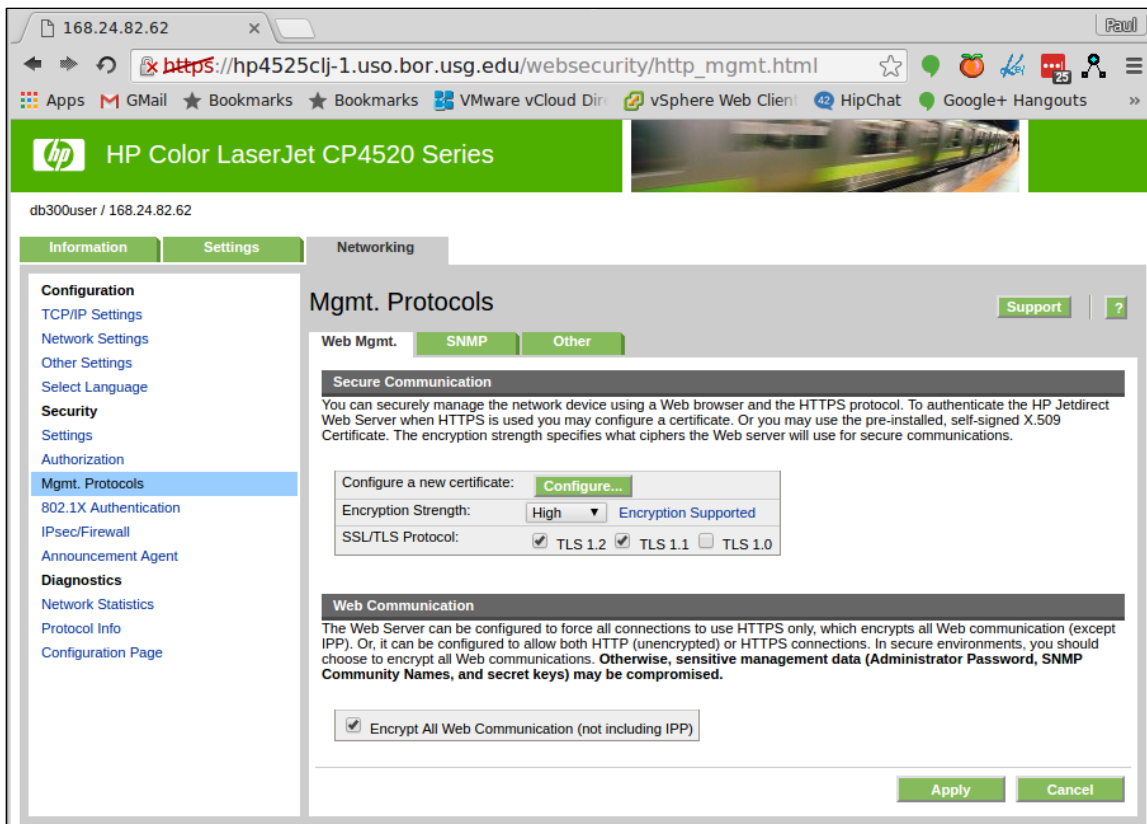 168.24.82.62
Paul
https://hp4525clj-1.uso.bor.usg.edu/websecurity/http_mgmt.html
25
Apps GMail Bookmarks Bookmarks VMware vCloud Dir vSphere Web Client 42 HipChat Google+ Hangouts »
hp HP Color LaserJet CP4520 Series
db300user / 168.24.82.62
Information Settings Networking
Configuration
TCP/IP Settings
Network Settings
Other Settings
Select Language
Security
Settings
Authorization
Mgmt. Protocols
802.1X Authentication
IPsec/Firewall
Announcement Agent
Diagnostics
Network Statistics
Protocol Info
Configuration Page
Mgmt. Protocols
Support ?
Web Mgmt. SNMP Other
Secure Communication
You can securely manage the network device using a Web browser and the HTTPS protocol. To authenticate the HP Jetdirect
Web Server when HTTPS is used you may configure a certificate. Or you may use the pre-installed, self-signed X.509
Certificate. The encryption strength specifies what ciphers the Web server will use for secure communications.
Configure a new certificate: Configure...
Encryption Strength: High Encryption Supported
SSL/TLS Protocol: TLS 1.2 TLS 1.1 TLS 1.0
Web Communication
The Web Server can be configured to force all connections to use HTTPS only, which encrypts all Web communication (except
IPP). Or, it can be configured to allow both HTTP (unencrypted) or HTTPS connections. In secure environments, you should
choose to encrypt all Web communications. Otherwise, sensitive management data (Administrator Password, SNMP
Community Names, and secret keys) may be compromised.
Encrypt All Web Communication (not including IPP)
Apply Cancel